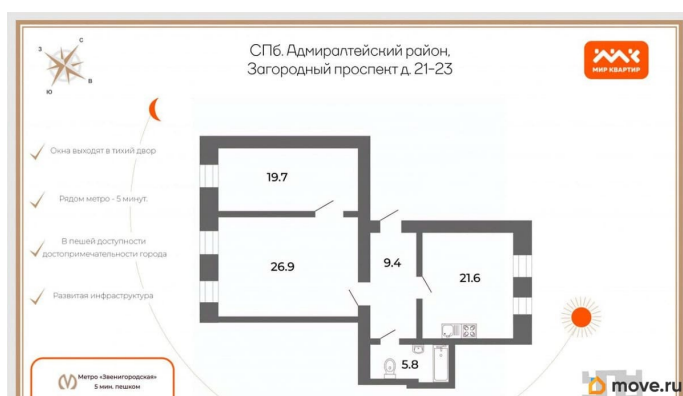 СПб. Адмиралтейский район,
Загородный проспект д. 21-23
МИР КВАРТИР
З
С
В
Ю
Окна выходят в тихий двор
Рядом метро - 5 минут.
В пешей доступности
достопримечательности города
Развитая инфраструктура
19.7
26.9
9.4
21.6
5.8
Метро «Звенигородская»
5 мин. пешком
move.ru